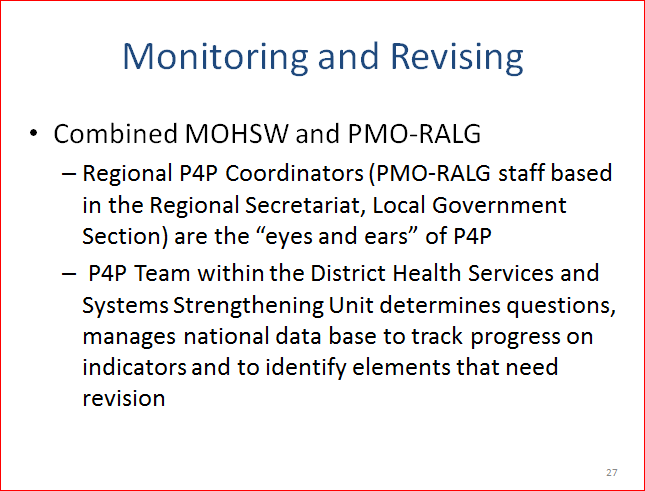 Monitoring and Revising
• Combined MOHSW and PMO-RALG
– Regional P4P Coordinators (PMO-RALG staff based
in the Regional Secretariat, Local Government
Section) are the “eyes and ears” of P4P
– P4P Team within the District Health Services and
Systems Strengthening Unit determines questions,
manages national data base to track progress on
indicators and to identify elements that need
revision
27